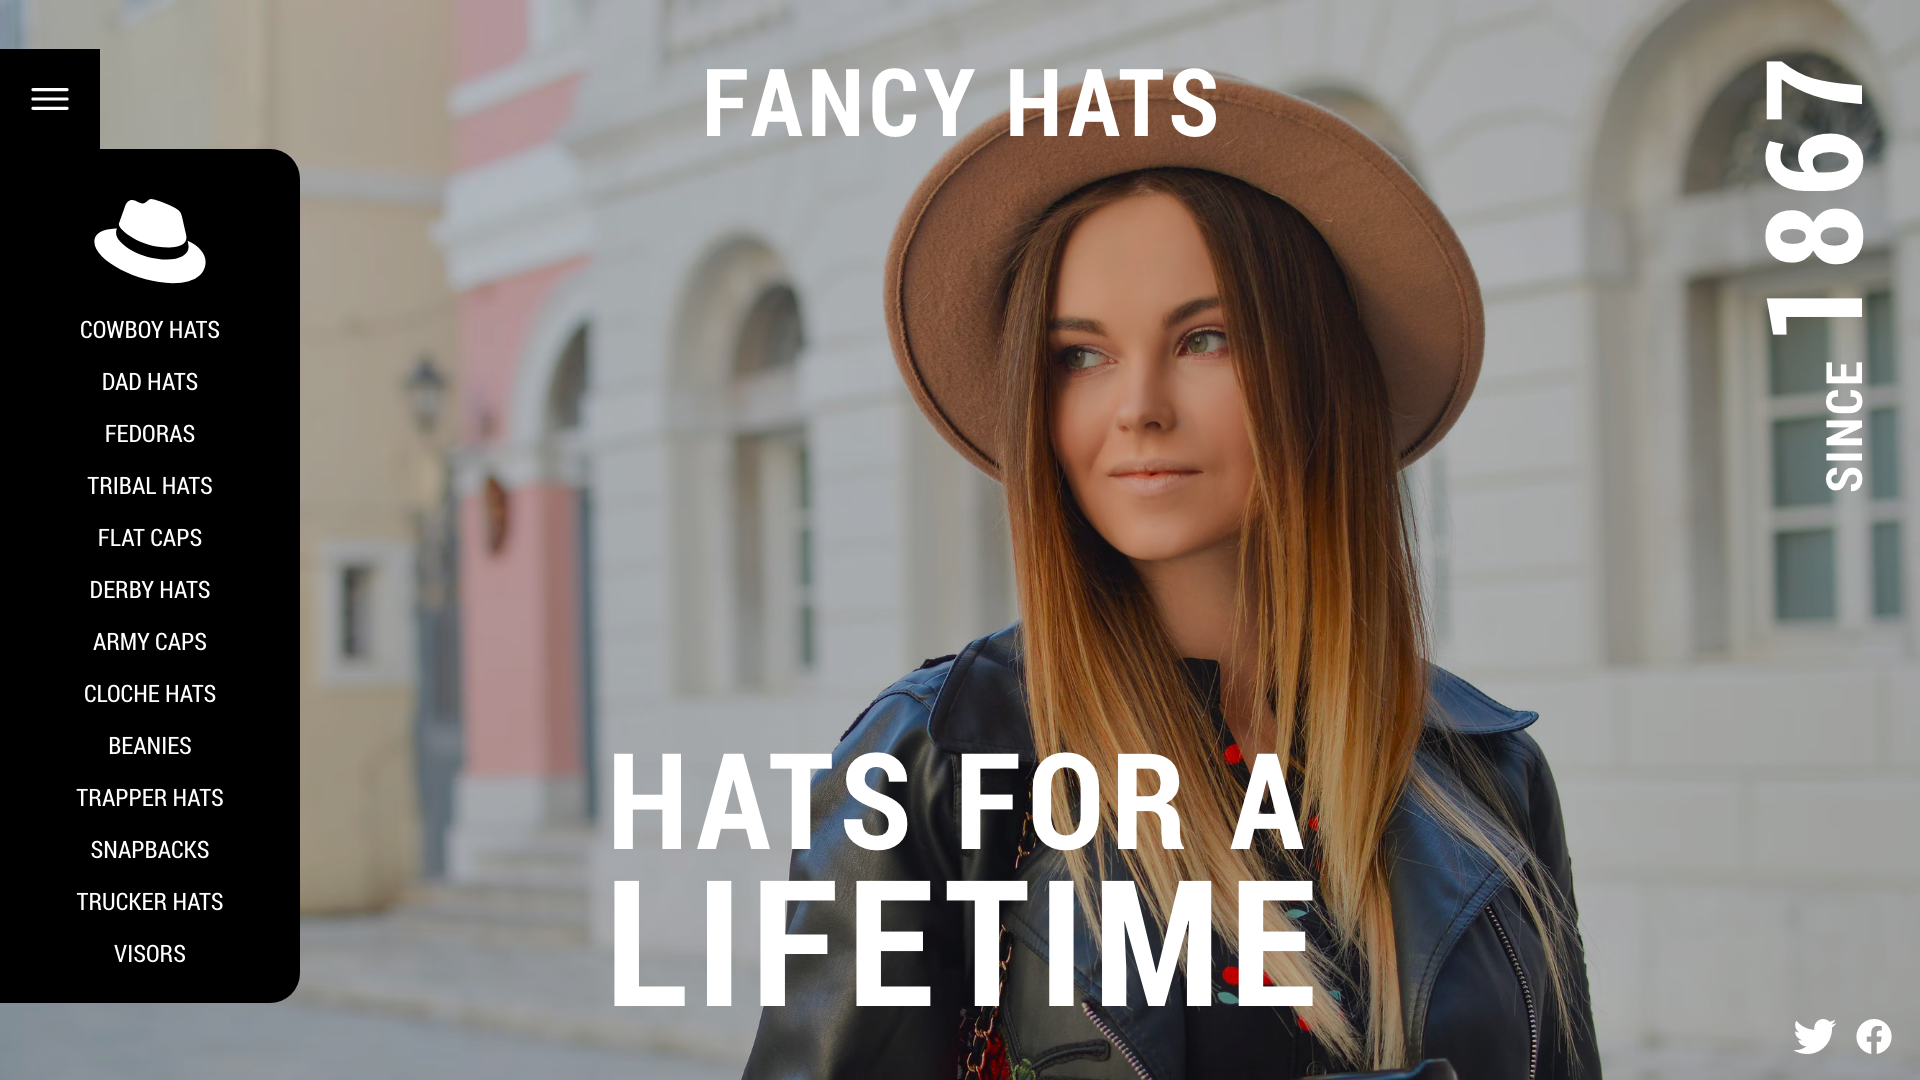 FANCY HATS
COWBOY HATS
DAD HATS
FEDORAS
TRIBAL HATS
FLAT CAPS
DERBY HATS
ARMY CAPS
CLOCHE HATS
BEANIES
TRAPPER HATS
SNAPBACKS
TRUCKER HATS
VISORS
SINCE 1867
HATS FOR A
LIFETIME